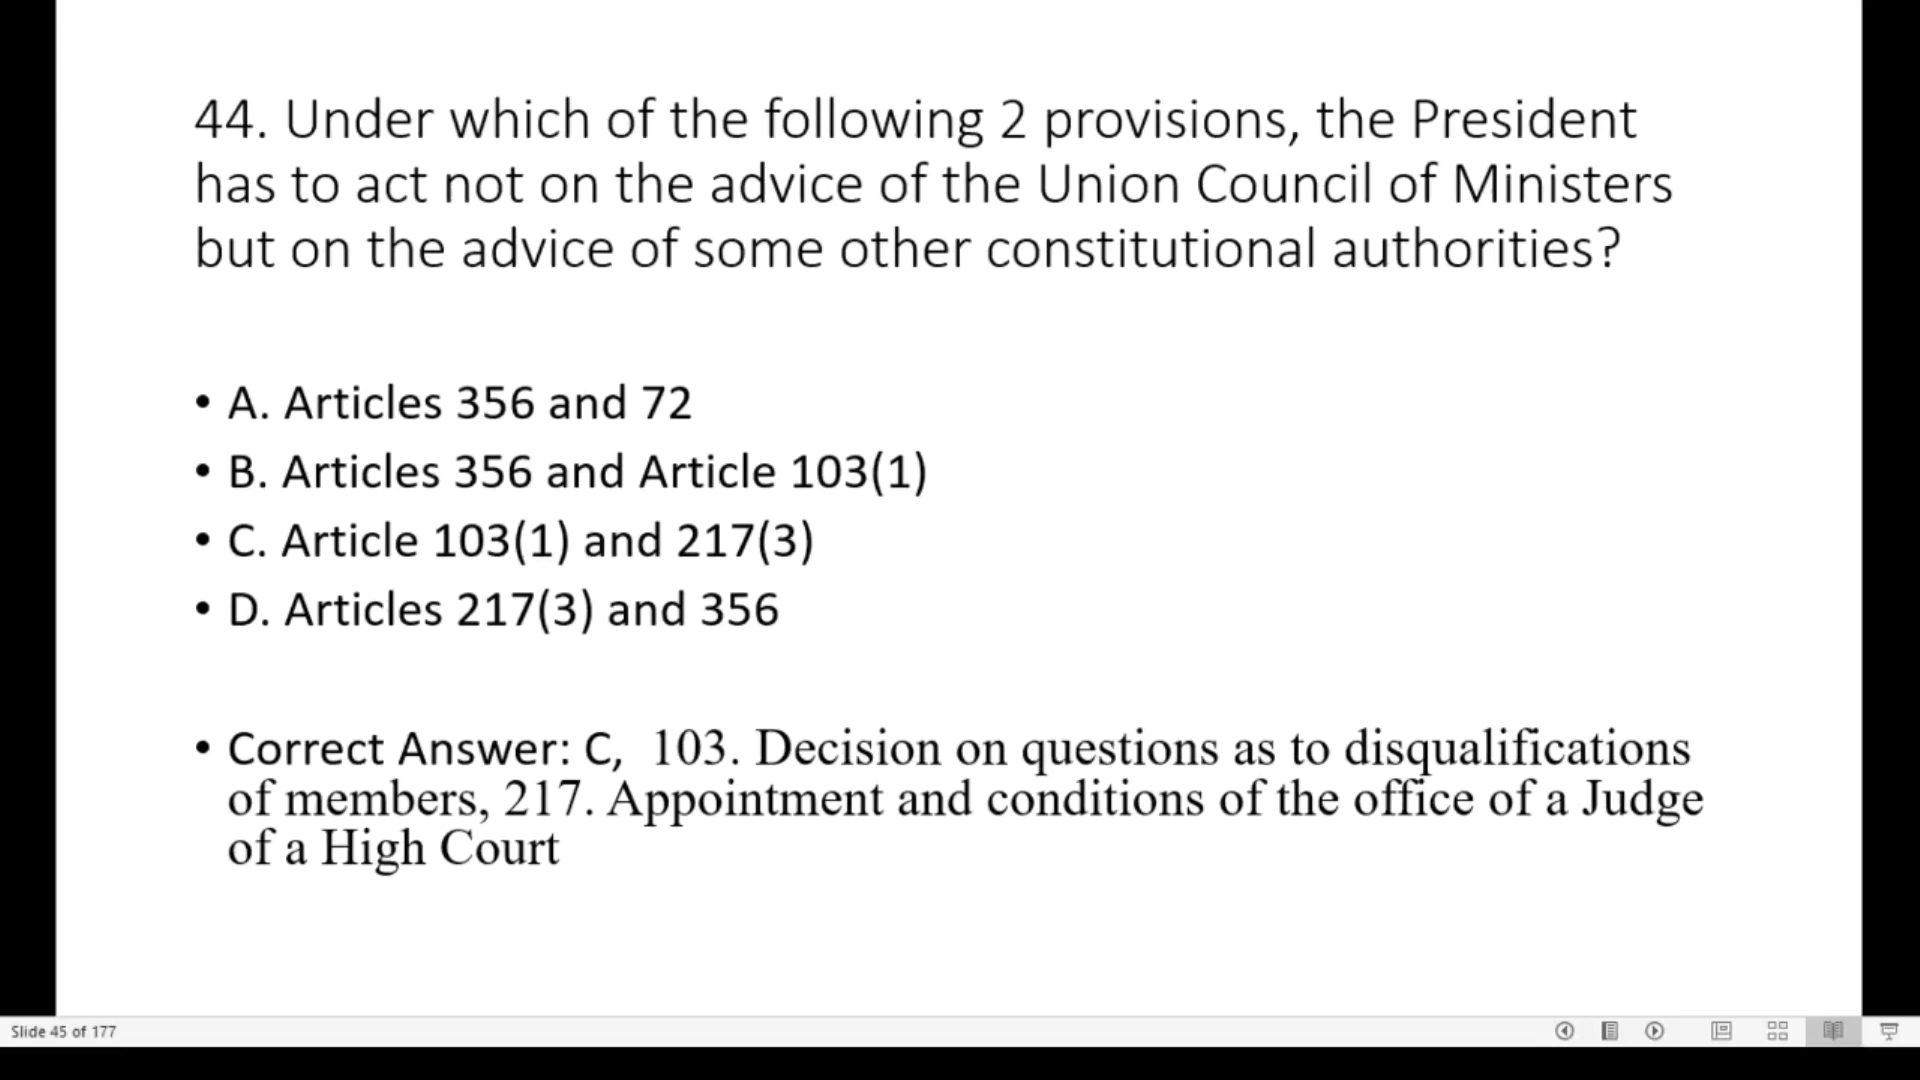 44. Under which of the following 2 provisions, the President
has to act not on the advice of the Union Council of Ministers
but on the advice of some other constitutional authorities?
• A. Articles 356 and 72
• B. Articles 356 and Article 103(1)
• C. Article 103(1) and 217(3)
• D. Articles 217(3) and 356
• Correct Answer: C, 103. Decision on questions as to disqualifications
of members, 217. Appointment and conditions of the office of a Judge
of a High Court
Slide 45 of 177